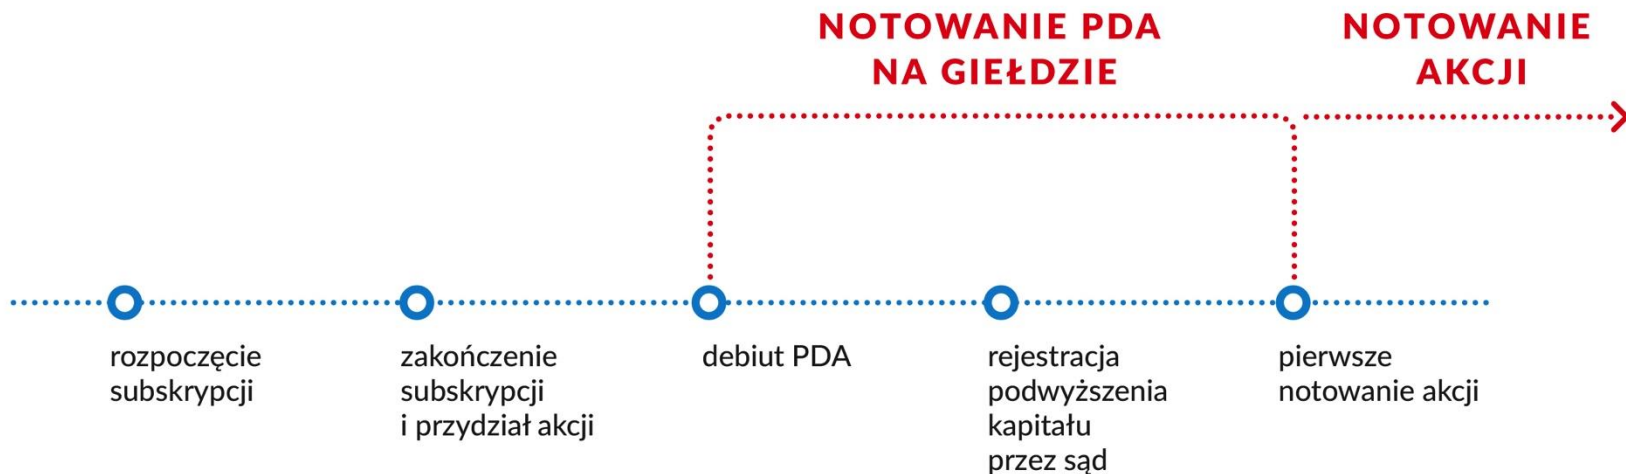 NOTOWANIE PDA
NA GIEŁDZIE
NOTOWANIE
AKCJI
rozpoczęcie
subskrypcji
zakończenie
subskrypcji
i przydział akcji
debiut PDA
rejestracja
podwyższenia
kapitału
przez sąd
pierwsze
notowanie akcji